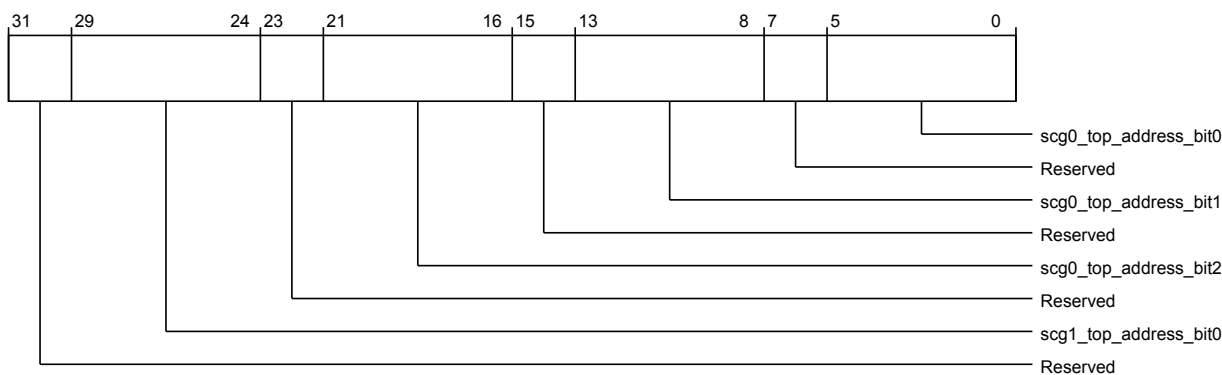 31 29 24 23 21 16 15 13 8 7 5 0
scg0_top_address_bit0
Reserved
scg0_top_address_bit1
Reserved
scg0_top_address_bit2
Reserved
scg1_top_address_bit0
Reserved